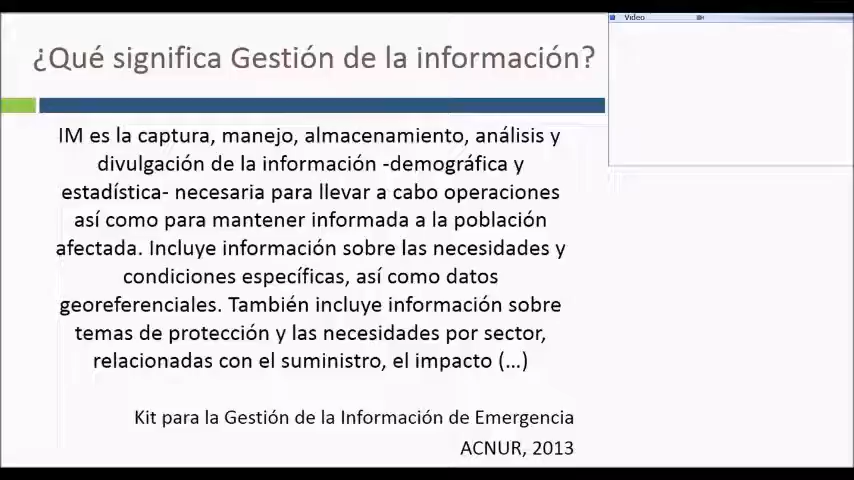 ¿Qué significa Gestión de la información?
Video
IM es la captura, manejo, almacenamiento, análisis y
divulgación de la información -demográfica y
estadística- necesaria para llevar a cabo operaciones
así como para mantener informada a la población
afectada. Incluye información sobre las necesidades y
condiciones específicas, así como datos
georeferenciales. También incluye información sobre
temas de protección y las necesidades por sector,
relacionadas con el suministro, el impacto (...)
Kit para la Gestión de la Información de Emergencia
ACNUR, 2013